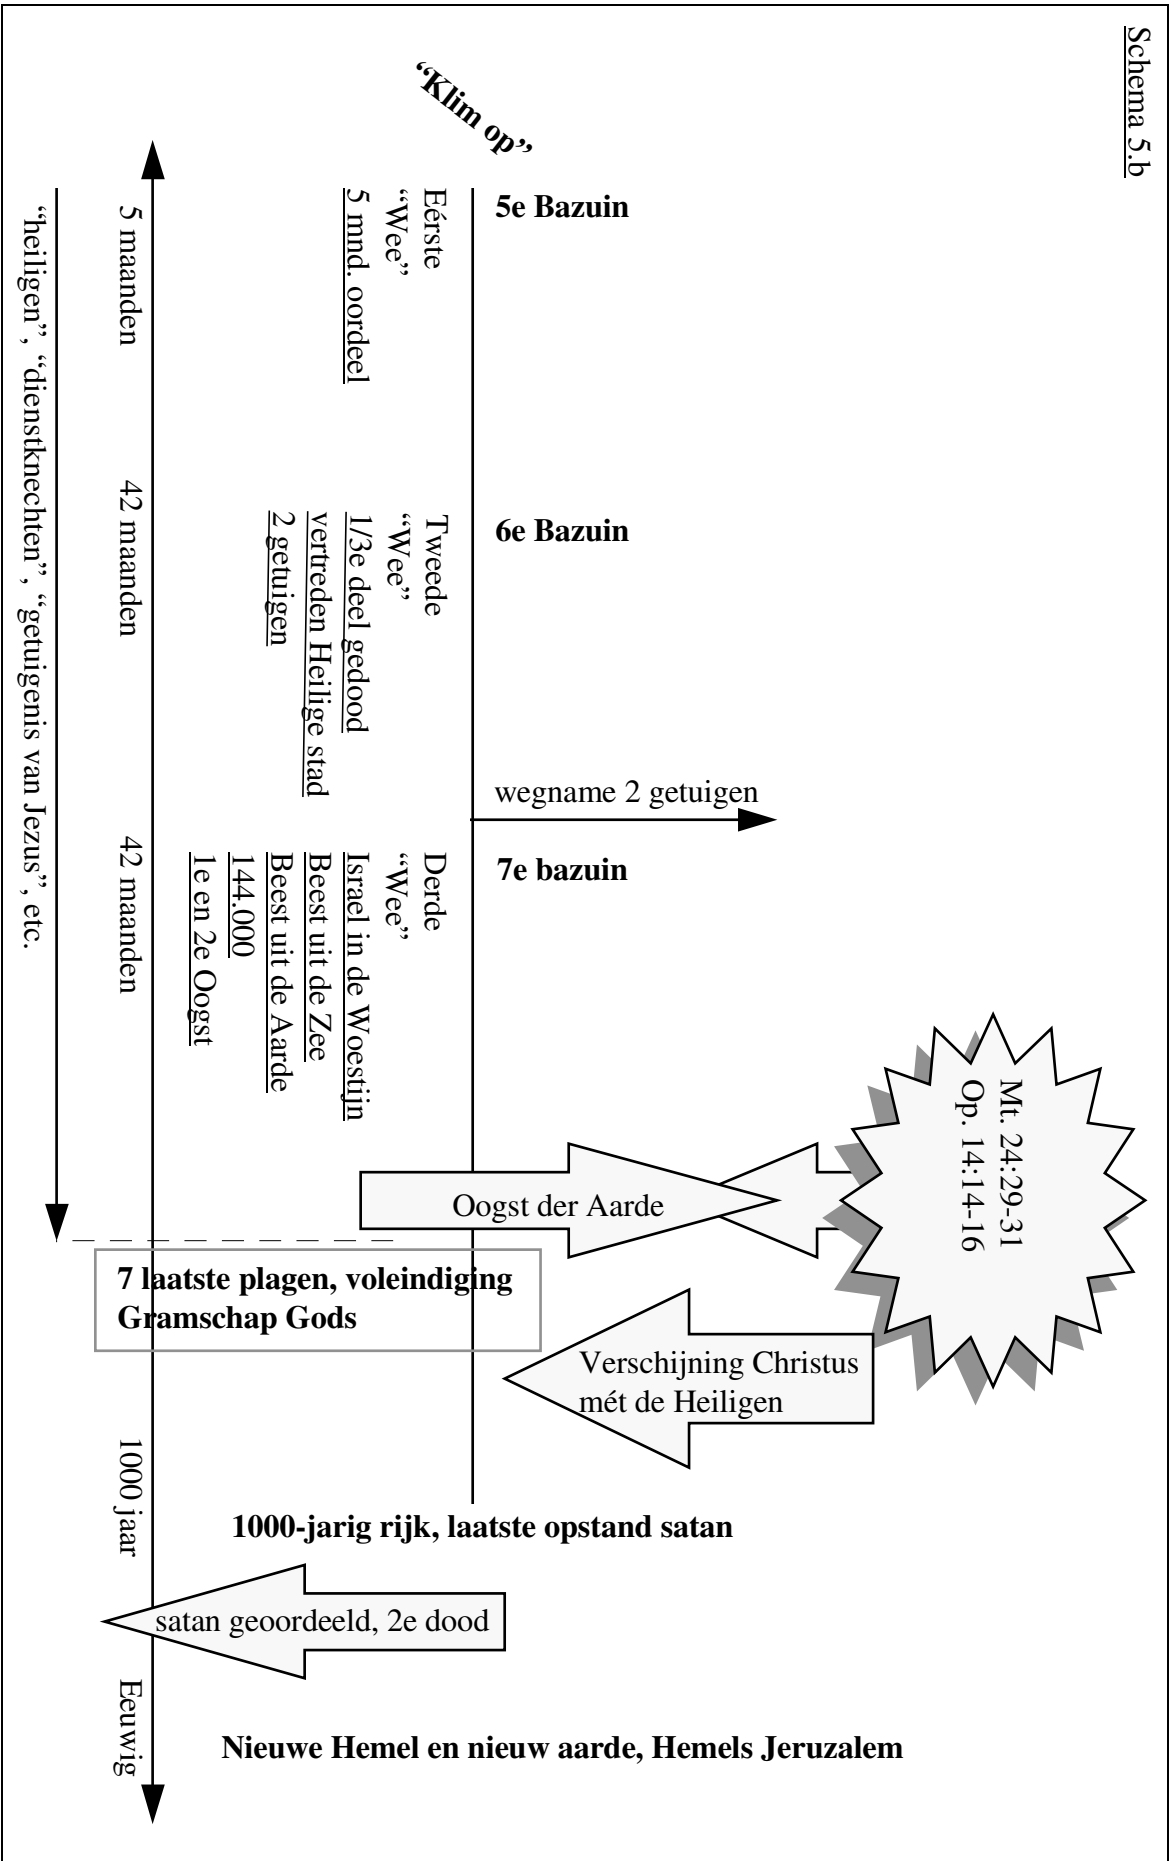 Schema 5.b
“Klim op”
5e Bazuin
Eérste
“Wee”
5 mnd. oordeel
6e Bazuin
Tweede
“Wee”
1/3e deel gedood
vertreden Heilige stad
2 getuigen
wegname 2 getuigen
7e bazuin
Derde
“Wee”
Israel in de Woestijn
Beest uit de Zee
Beest uit de Aarde
144.000
1e en 2e Oogst
Mt. 24:29-31
Op. 14:14-16
Oogst der Aarde
7 laatste plagen, voleindiging
Gramschap Gods
Verschijning Christus
mét de Heiligen
1000-jarig rijk, laatste opstand satan
satan geoordeeld, 2e dood
Nieuwe Hemel en nieuw aarde, Hemels Jeruzalem
5 maanden
42 maanden
42 maanden
1000 jaar
Eeuwig
“heiligen”, “dienstknechten”, “getuigenis van Jezus”, etc.